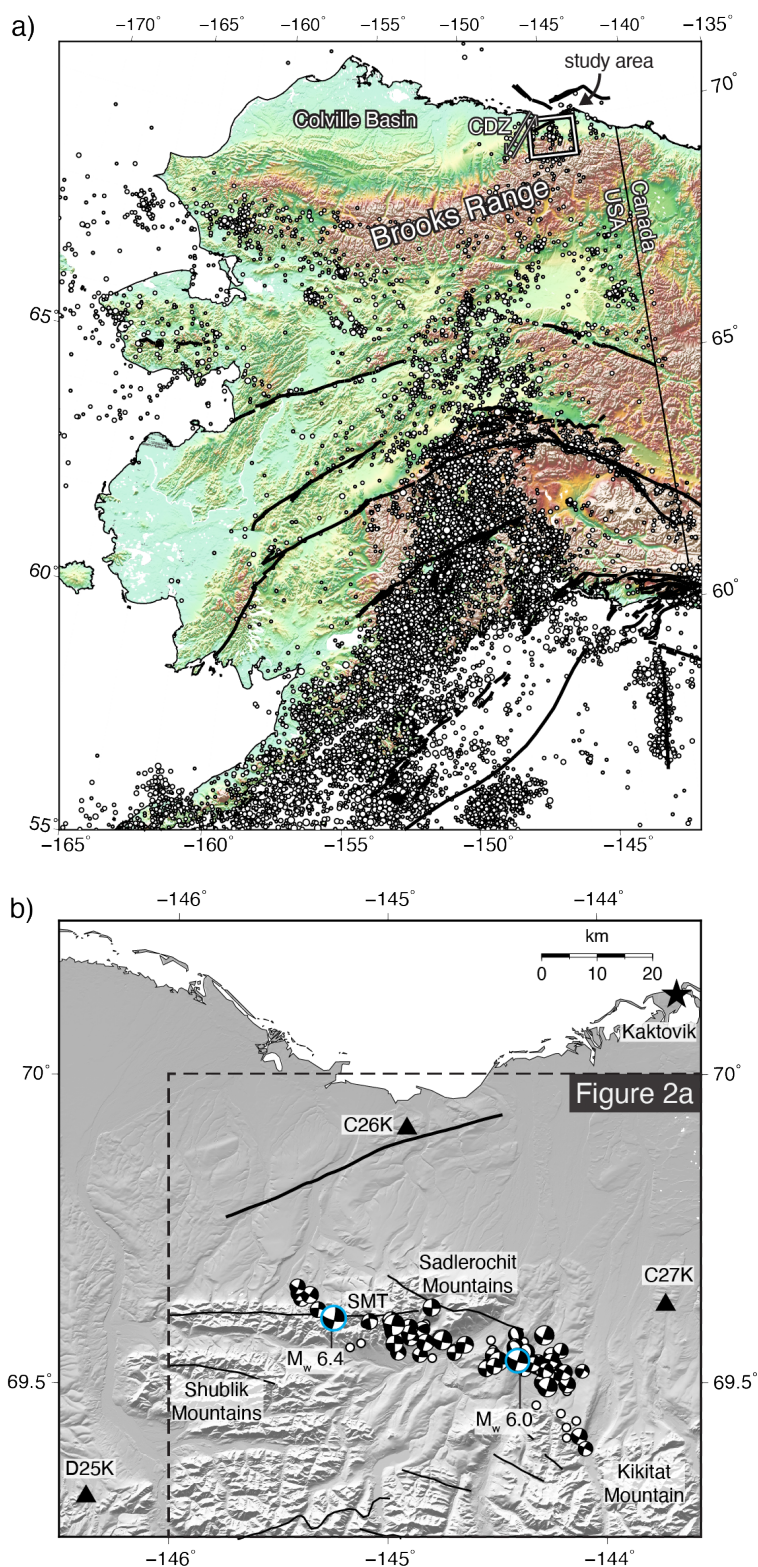 a)
−170° −165° −160° −155° −150° −145° −140° −135°
study area
70°
Colville Basin
CDZ
Brooks Range
Canada
USA
65°
65°
60°
60°
55°
−165° −160° −155° −150° −145°
b)
−146° −145° −144°
km
0 10 20
Kaktovik
70°
70°
Figure 2a
C26K
Sadlerochit
Mountains
C27K
SMT
Mw 6.4
69.5°
69.5°
Shublik
Mountains
Mw 6.0
D25K
Kikitat
Mountain
−146° −145° −144°